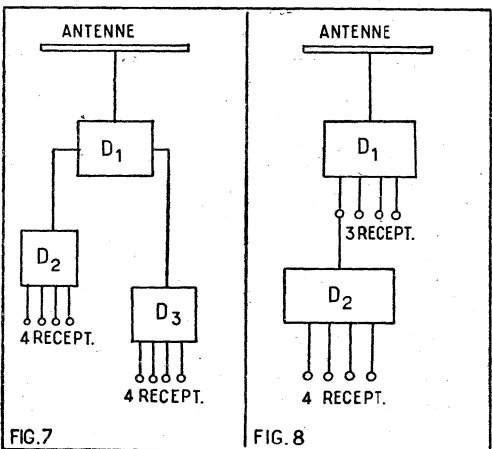 ANTENNE
D1
D2
4 RECEPT.
D3
4 RECEPT.
FIG.7
ANTENNE
D1
3 RECEPT.
D2
4 RECEPT.
FIG.8